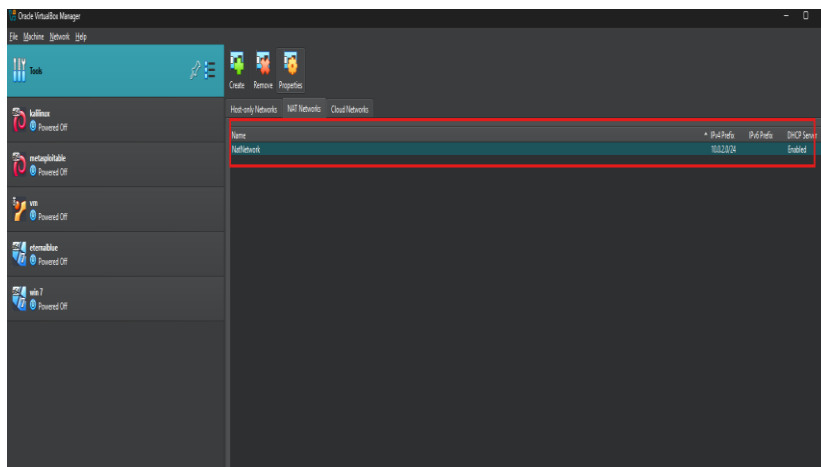 Oracle VirtualBox Manager
File Machine Network Help
Tools
Create Remove Properties
Host-only Networks NAT Networks Cloud Networks
kalilinux
Powered Off
Name IPv4 Prefix IPv6 Prefix DHCP Server
NatNetwork 10.0.2.0/24 Enabled
metasploitable
Powered Off
vm
Powered Off
eternalblue
Powered Off
win 7
Powered Off